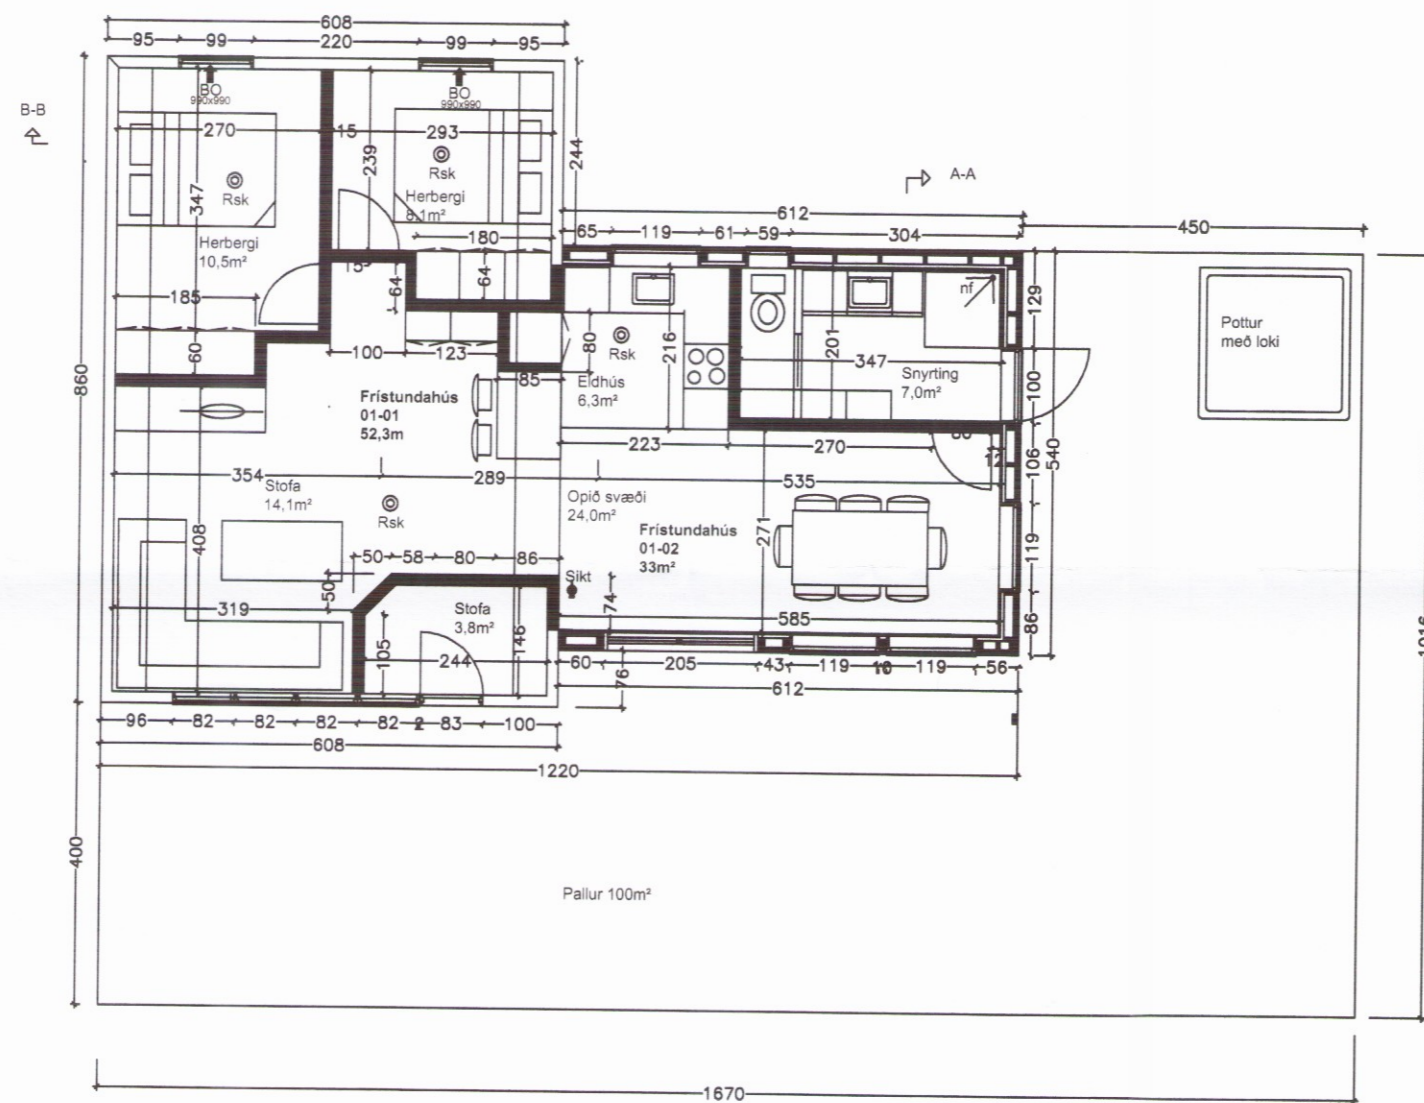 608
95 99 220 99 95
B-B
BO
990x990
BO
990x990
270 15 293
239
244
347
Rsk
Rsk
Herbergi
8,1m²
Herbergi
10,5m²
A-A
612
450
65 119 61 59 304
180
15
64
64
185
60
100 123
85
80
216
Rsk
Eldhús
6,3m²
201
347
nf
Snyrting
7,0m²
129
100
106
540
119
86
Pottur
með loki
860
Frístundahús
01-01
52,3m
223 270
354 289 535
12
Stofa
14,1m²
Rsk
408
Opið svæði
24,0m²
Frístundahús
01-02
33m²
271
50 58 80 86
50
Sikt
74
319
Stofa
3,8m²
105
146
244
585
60 205 43 119 10 119 56
76
612
96 82 82 82 82 2 83 100
608
1220
400
1016
Pallur 100m²
1670